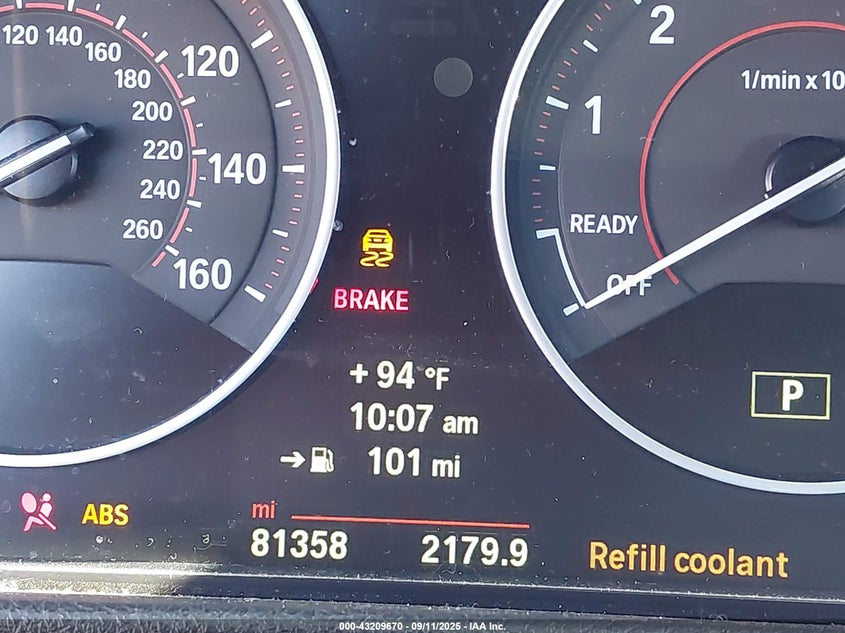 120 140
160
180
200
220
240
260
120
140
160
2
1
1/min x 10
READY
OFF
BRAKE
+ 94 °F
10:07 am
→ 101 mi
P
ABS
mi
81358 2179.9
Refill coolant
000-43209670 - 09/11/2025 - IAA Inc.